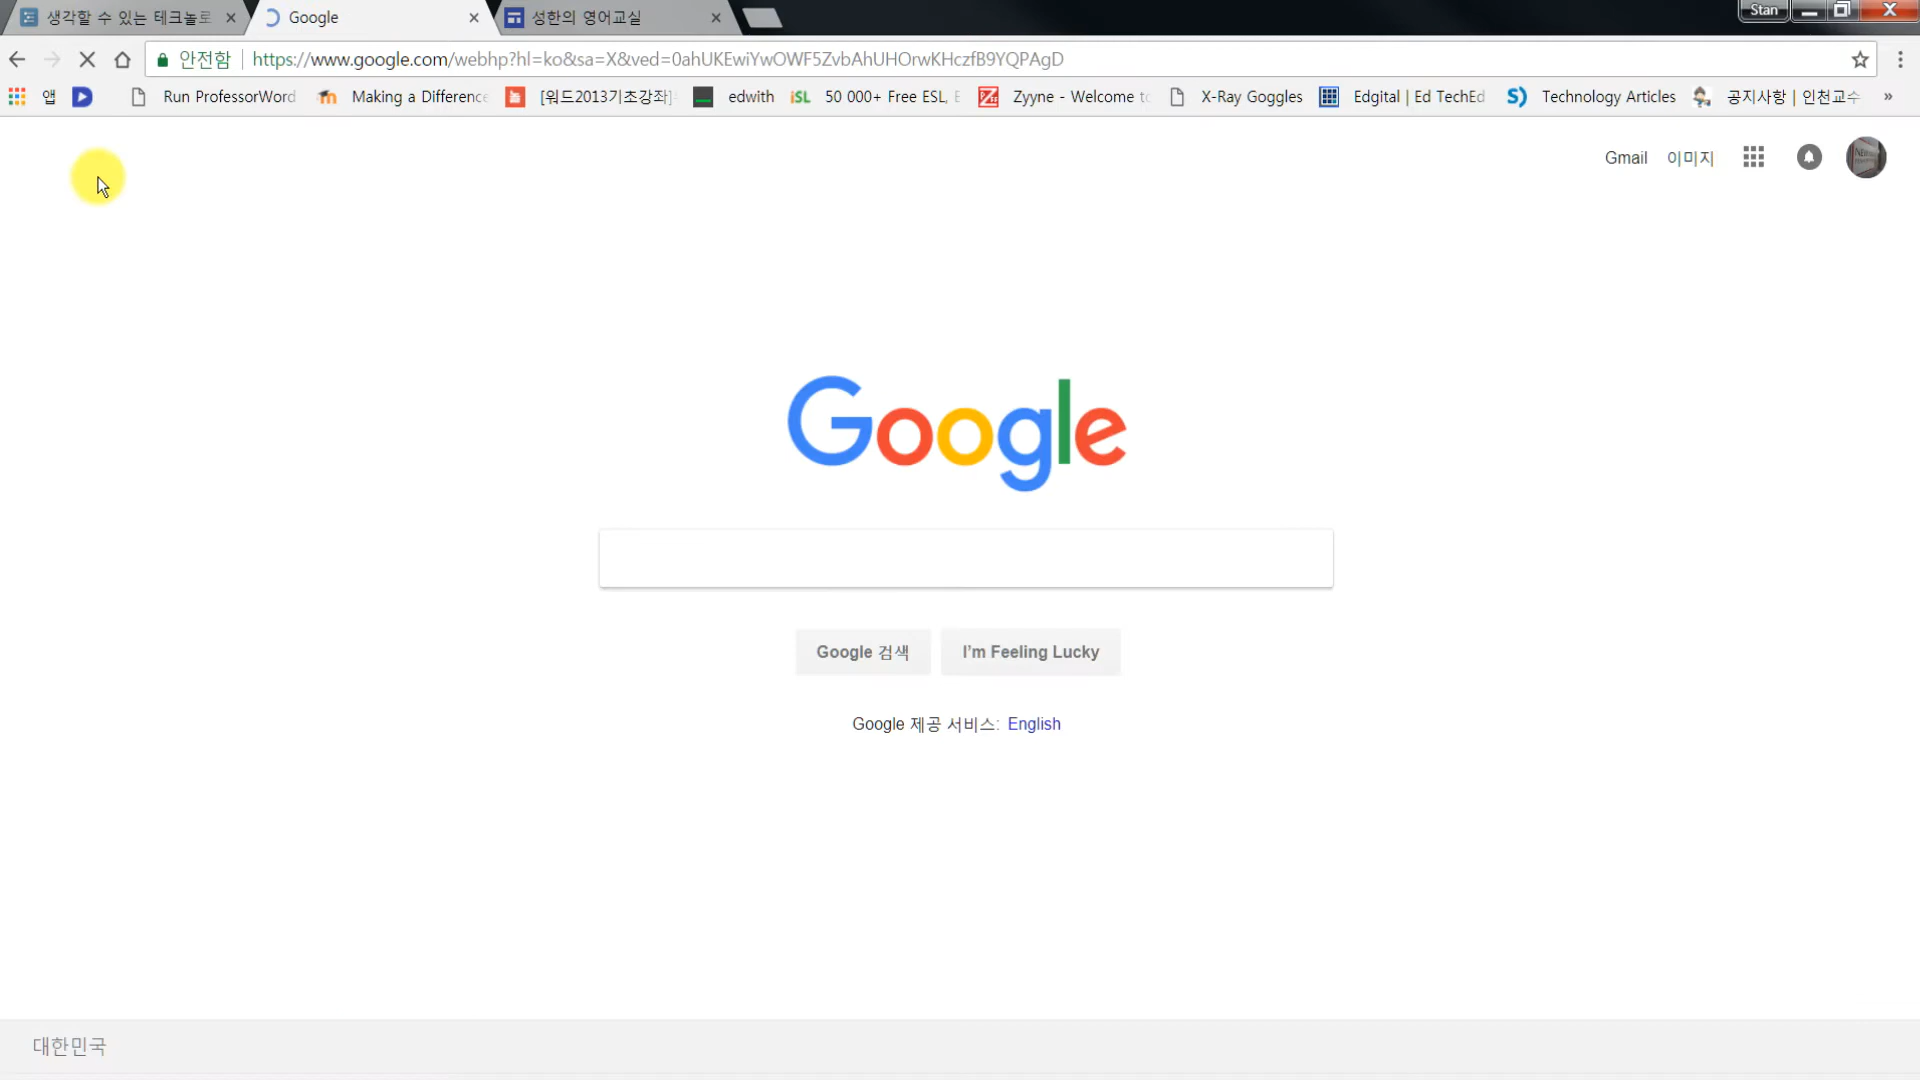 생각할 수 있는 테크놀로 Google 성한의 영어교실 Stan
안전함 https://www.google.com/webhp?hl=ko&sa=X&ved=0ahUKEwiYwOWF5ZvbAhUHOrwKHczfB9YQPAgD
앱 Run ProfessorWord Making a Difference [워드2013기초강좌] edwith iSL 50 000+ Free ESL, E Zyyne - Welcome to X-Ray Goggles Edgital | Ed TechEd S) Technology Articles 공지사항 | 인천교수 »
Gmail 이미지
Google
Google 검색 I'm Feeling Lucky
Google 제공 서비스: English
대한민국